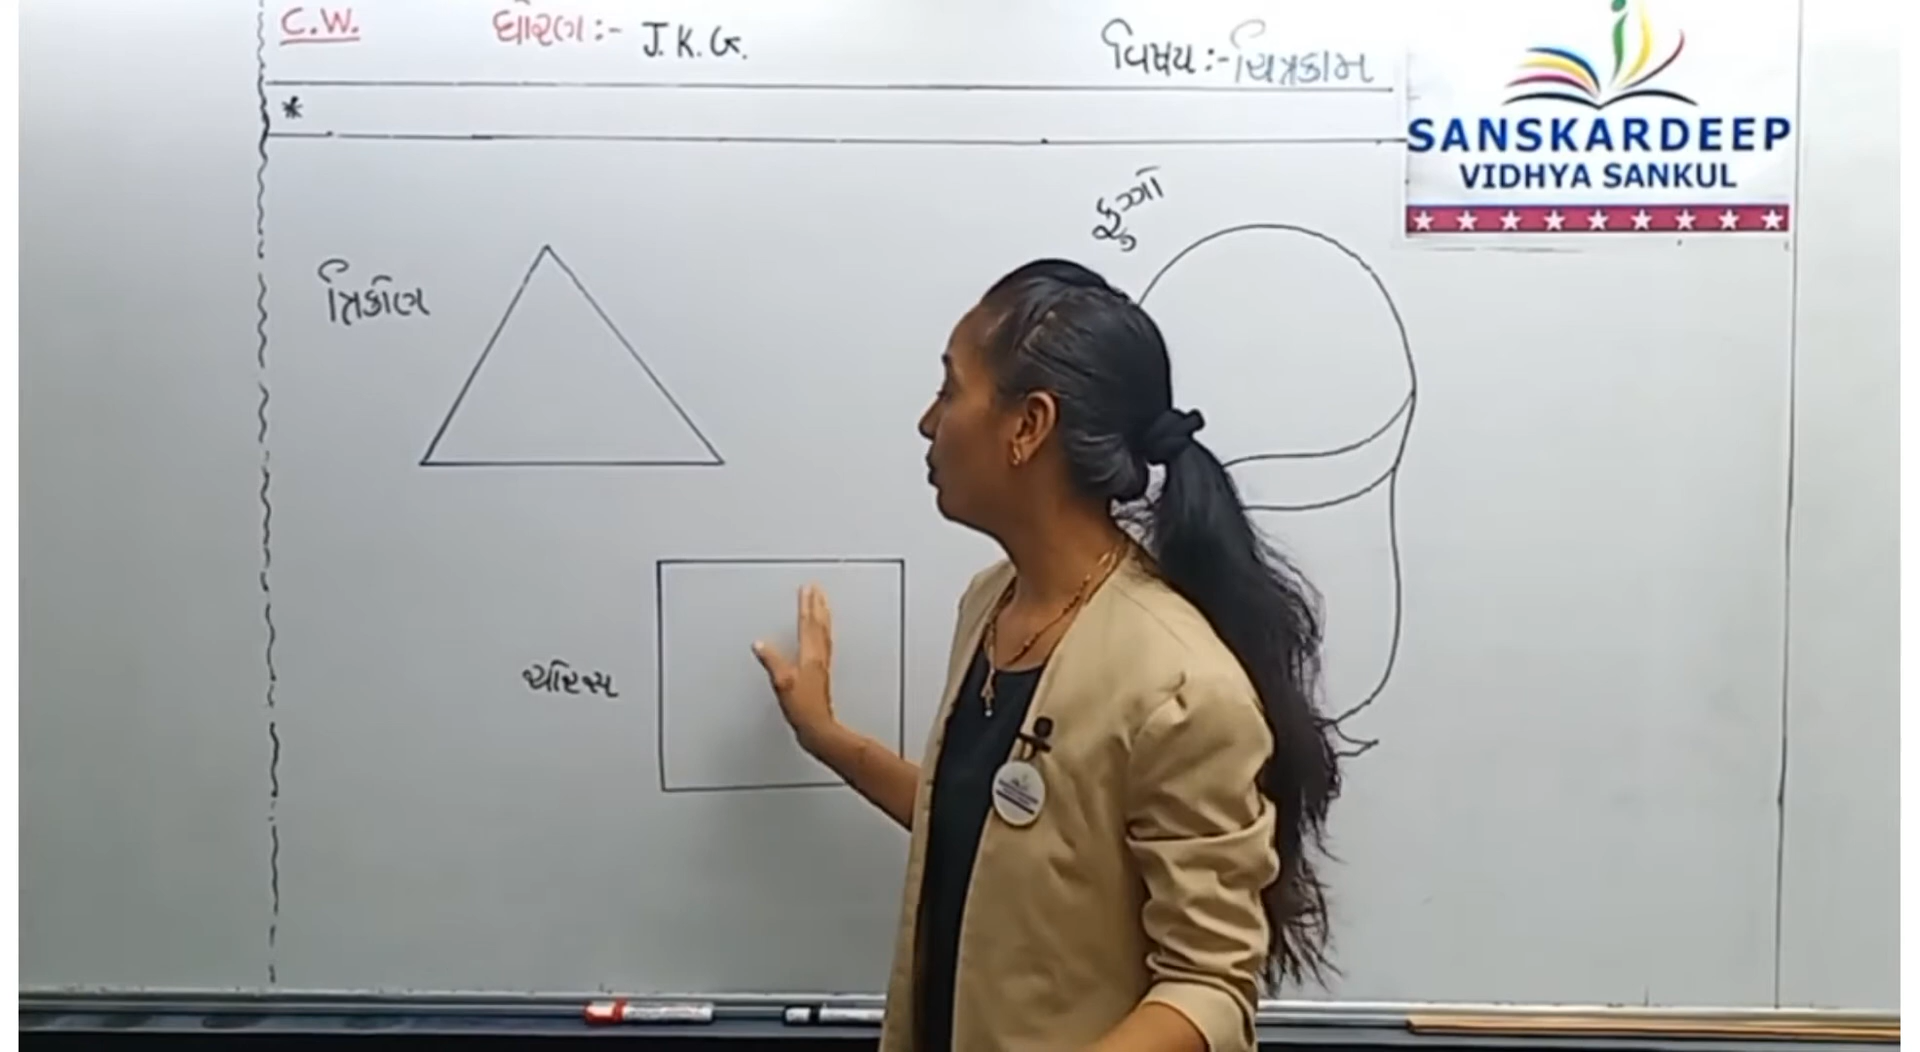 C.W. ધોરણ :- J.K.G. વિષય :- ચિત્રકામ
*
SANSKARDEEP
VIDHYA SANKUL
ફુગ્ગો
ત્રિકોણ
ચોરસ